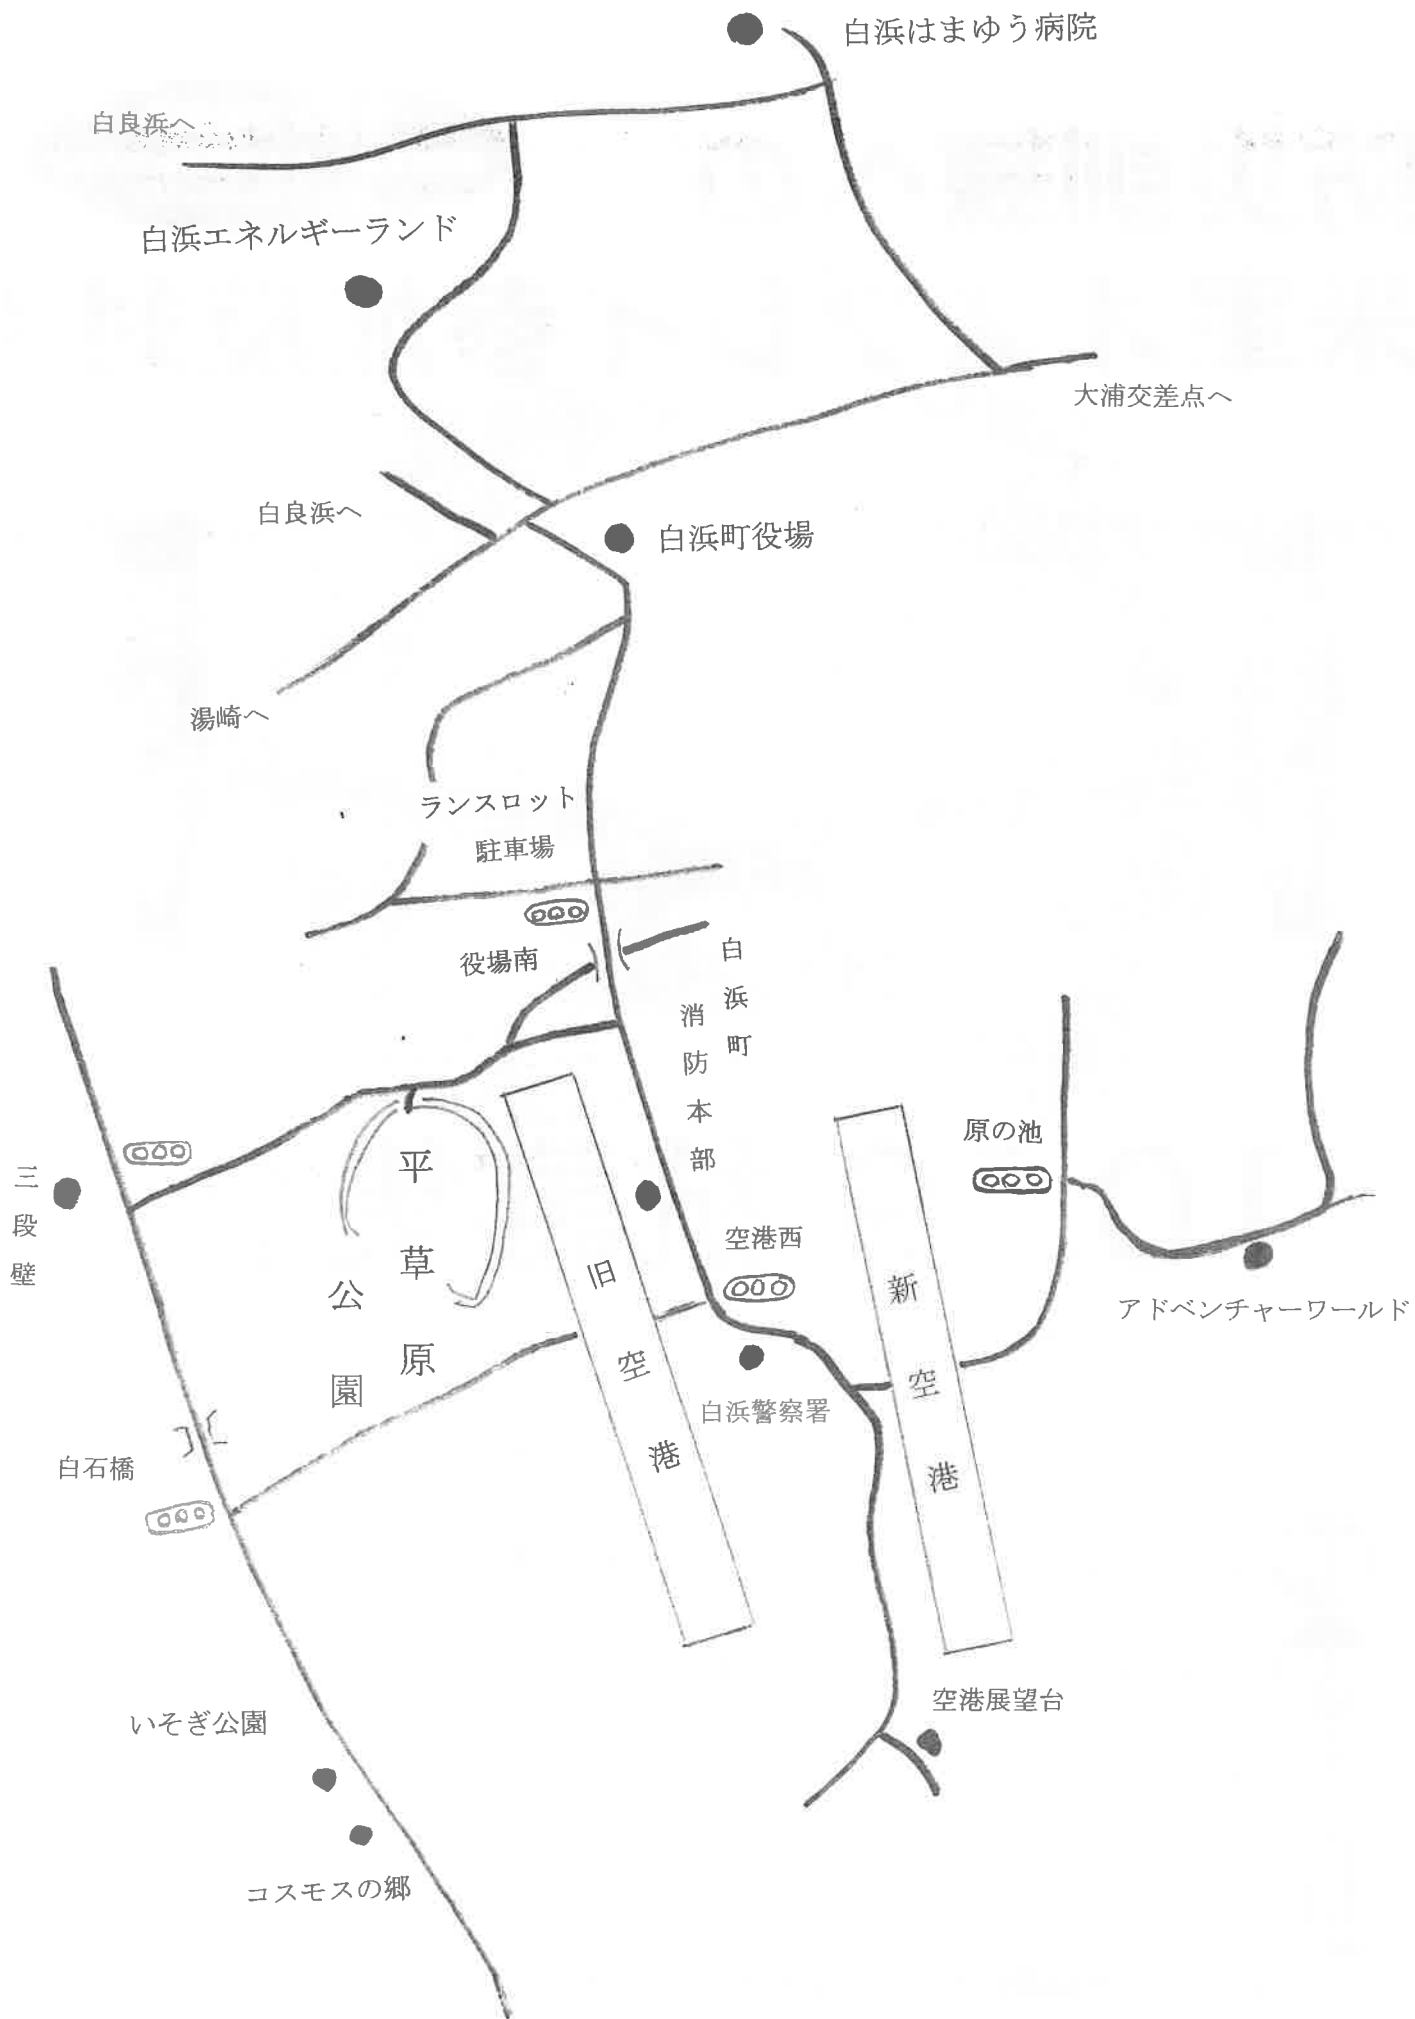 白浜はまゆう病院
白良浜へ
白浜エネルギーランド
大浦交差点へ
白良浜へ
白浜町役場
湯崎へ
ランスロット
駐車場
役場南
白浜町
消防本部
原の池
三段壁
平草原
公園
空港西
旧空港
新空港
アドベンチャーワールド
白浜警察署
白石橋
空港展望台
いそぎ公園
コスモスの郷